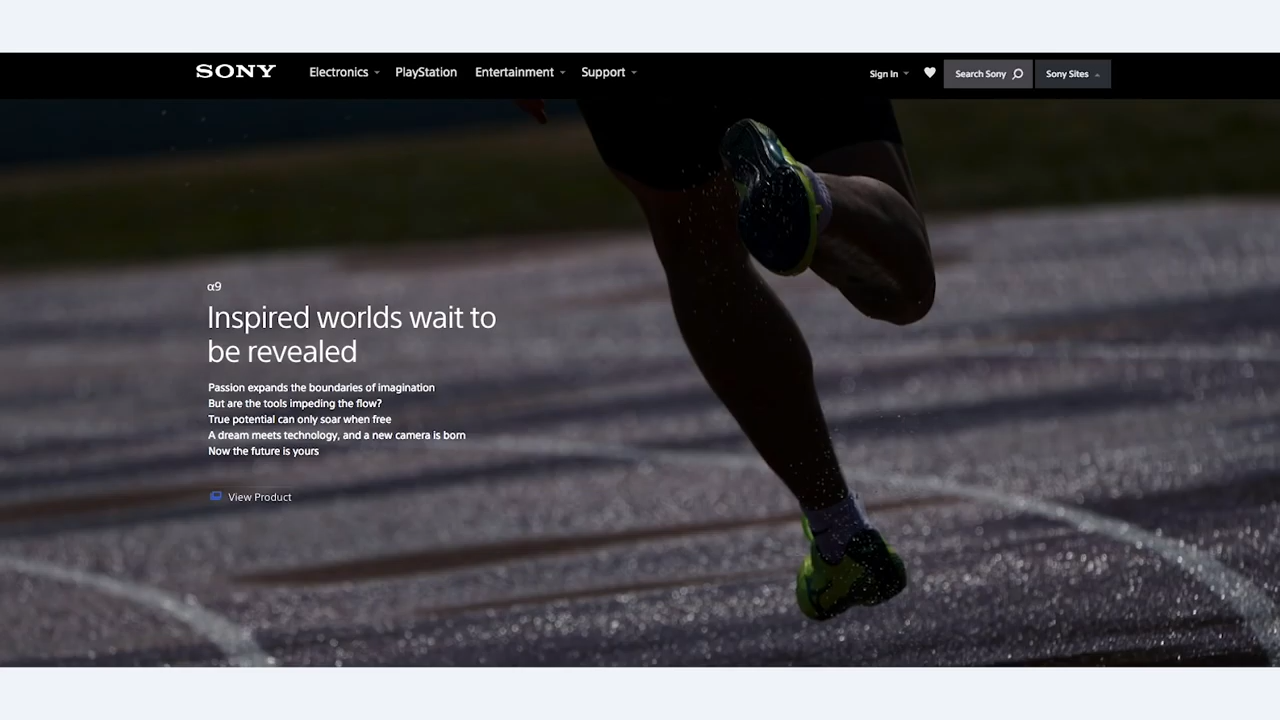 SONY
Electronics
PlayStation
Entertainment
Support
Sign In
Search Sony
Sony Sites
α9
Inspired worlds wait to
be revealed
Passion expands the boundaries of imagination
But are the tools impeding the flow?
True potential can only soar when free
A dream meets technology, and a new camera is born
Now the future is yours
View Product